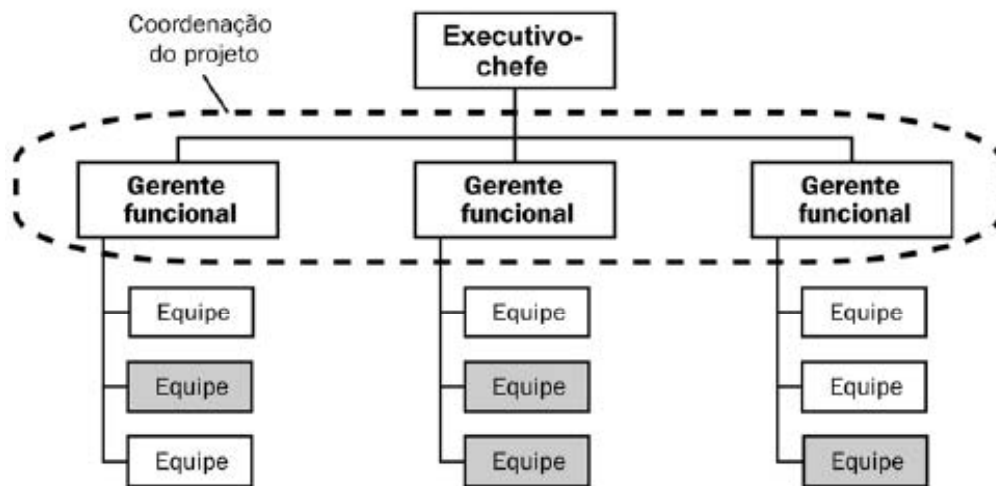 Coordenação
do projeto
Executivo-
chefe
Gerente
funcional
Gerente
funcional
Gerente
funcional
Equipe
Equipe
Equipe
Equipe
Equipe
Equipe
Equipe
Equipe
Equipe